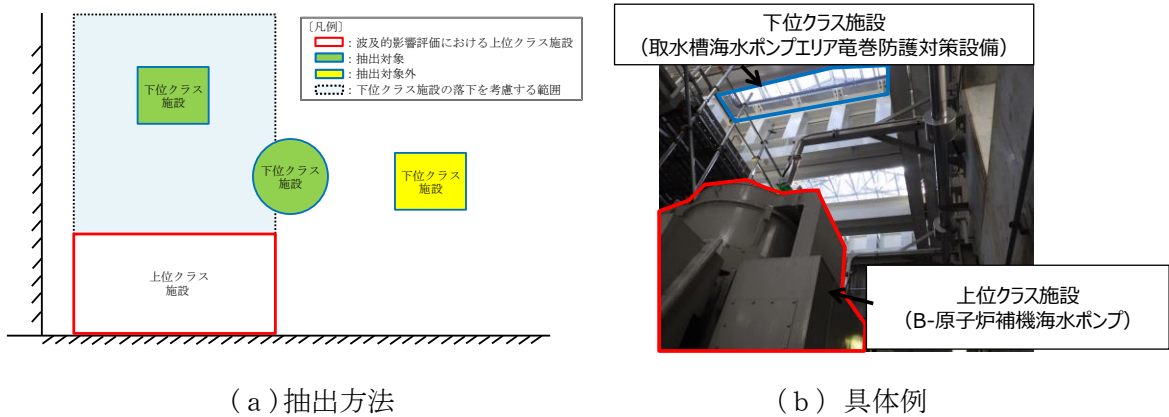 〔凡例〕
：波及的影響評価における上位クラス施設
：抽出対象
：抽出対象外
：下位クラス施設の落下を考慮する範囲
下位クラス
施設
下位クラス
施設
下位クラス
施設
上位クラス
施設
(a)抽出方法
下位クラス施設
（取水槽海水ポンプエリア竜巻防護対策設備）
上位クラス施設
（B-原子炉補機海水ポンプ）
(b) 具体例